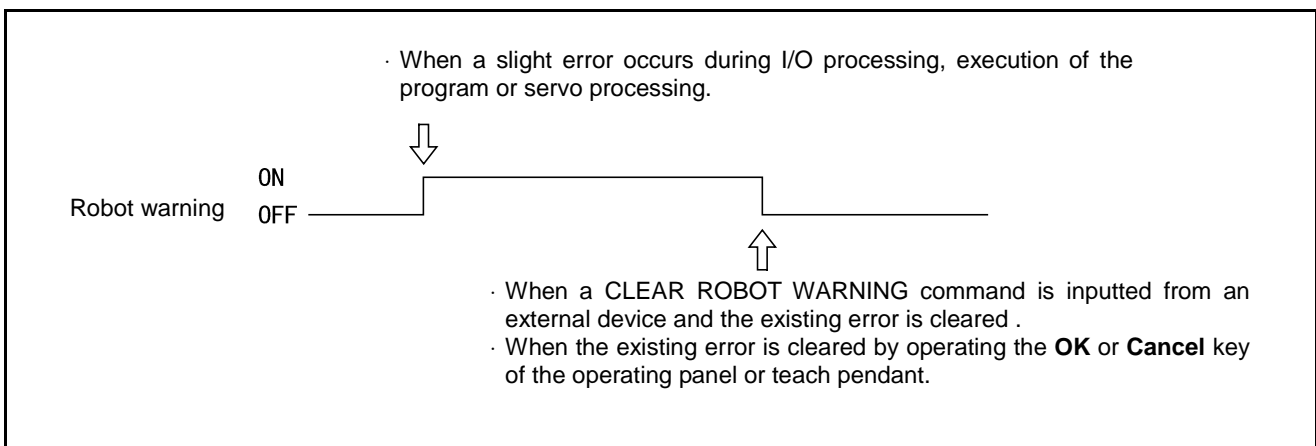 · When a slight error occurs during I/O processing, execution of the
program or servo processing.
ON
Robot warning OFF
· When a CLEAR ROBOT WARNING command is inputted from an
external device and the existing error is cleared .
· When the existing error is cleared by operating the OK or Cancel key
of the operating panel or teach pendant.